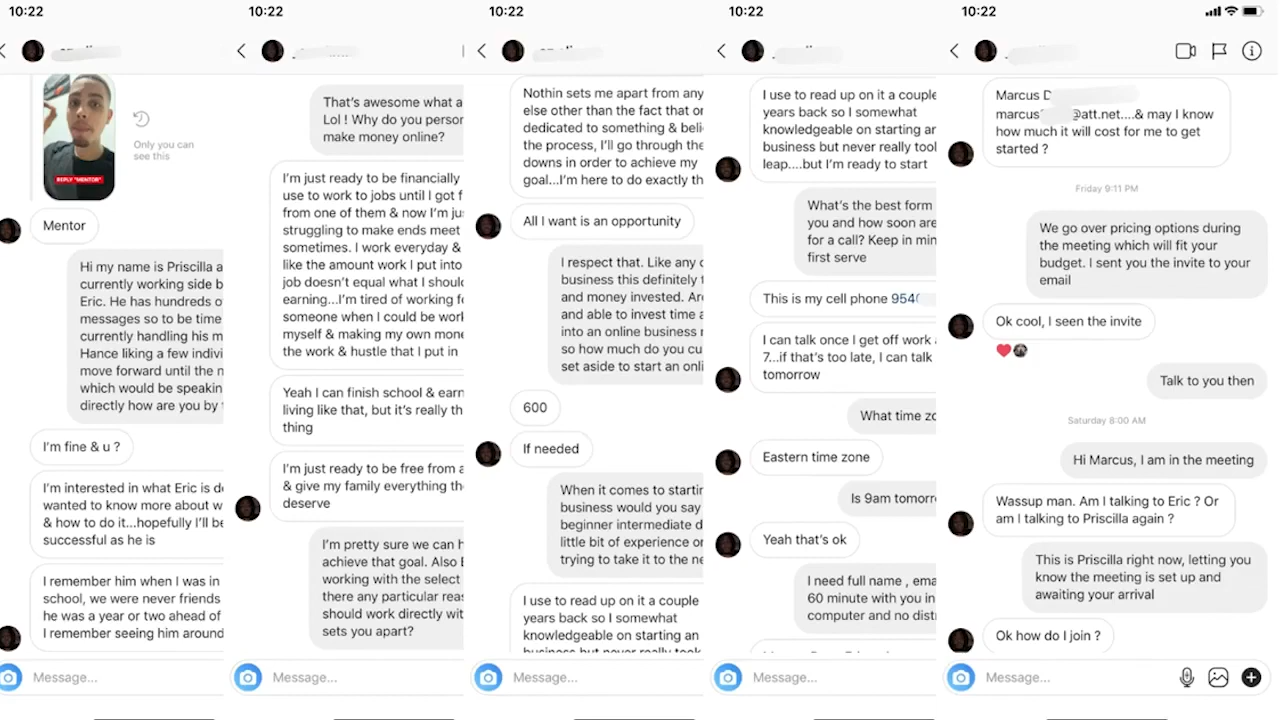 10:22
Only you can
see this
REPLY "MENTOR"
Mentor
Hi my name is Priscilla a
currently working side b
Eric. He has hundreds o
messages so to be time
currently handling his m
Hance liking a few indivi
move forward until the n
which would be speakin
directly how are you by
I'm fine & u ?
I'm interested in what Eric is d
wanted to know more about w
& how to do it...hopefully I'll be
successful as he is
I remember him when I was in
school, we were never friends
he was a year or two ahead of
I remember seeing him around
Message...
10:22
That's awesome what a
Lol ! Why do you person
make money online?
I'm just ready to be financially
use to work to jobs until I got f
from one of them & now I'm jus
struggling to make ends meet
sometimes. I work everyday &
like the amount work I put into
job doesn't equal what I shoul
earning...I'm tired of working fo
someone when I could be work
myself & making my own mone
the work & hustle that I put in
Yeah I can finish school & earn
living like that, but it's really th
thing
I'm just ready to be free from a
& give my family everything the
deserve
I'm pretty sure we can h
achieve that goal. Also E
working with the select
there any particular reas
should work directly wit
sets you apart?
Message...
10:22
Nothin sets me apart from any
else other than the fact that on
dedicated to something & belie
the process, I'll go through the
downs in order to achieve my
goal...I'm here to do exactly th
All I want is an opportunity
I respect that. Like any o
business this definitely t
and money invested. Are
and able to invest time a
into an online business r
so how much do you cu
set aside to start an onli
600
If needed
When it comes to startin
business would you say
beginner intermediate d
little bit of experience or
trying to take it to the ne
I use to read up on it a couple
years back so I somewhat
knowledgeable on starting an
business but never really took
Message...
10:22
I use to read up on it a couple
years back so I somewhat
knowledgeable on starting an
business but never really tool
leap....but I'm ready to start
What's the best form
you and how soon are
for a call? Keep in min
first serve
This is my cell phone 954
I can talk once I get off work
7...if that's too late, I can talk
tomorrow
What time zo
Eastern time zone
Is 9am tomorr
Yeah that's ok
I need full name , ema
60 minute with you in
computer and no dist
Message...
10:22
Marcus D
marcus @att.net....& may I know
how much it will cost for me to get
started ?
Friday 9:11 PM
We go over pricing options during
the meeting which will fit your
budget. I sent you the invite to your
email
Ok cool, I seen the invite
Talk to you then
Saturday 8:00 AM
Hi Marcus, I am in the meeting
Wassup man. Am I talking to Eric ? Or
am I talking to Priscilla again ?
This is Priscilla right now, letting you
know the meeting is set up and
awaiting your arrival
Ok how do I join ?
Message...